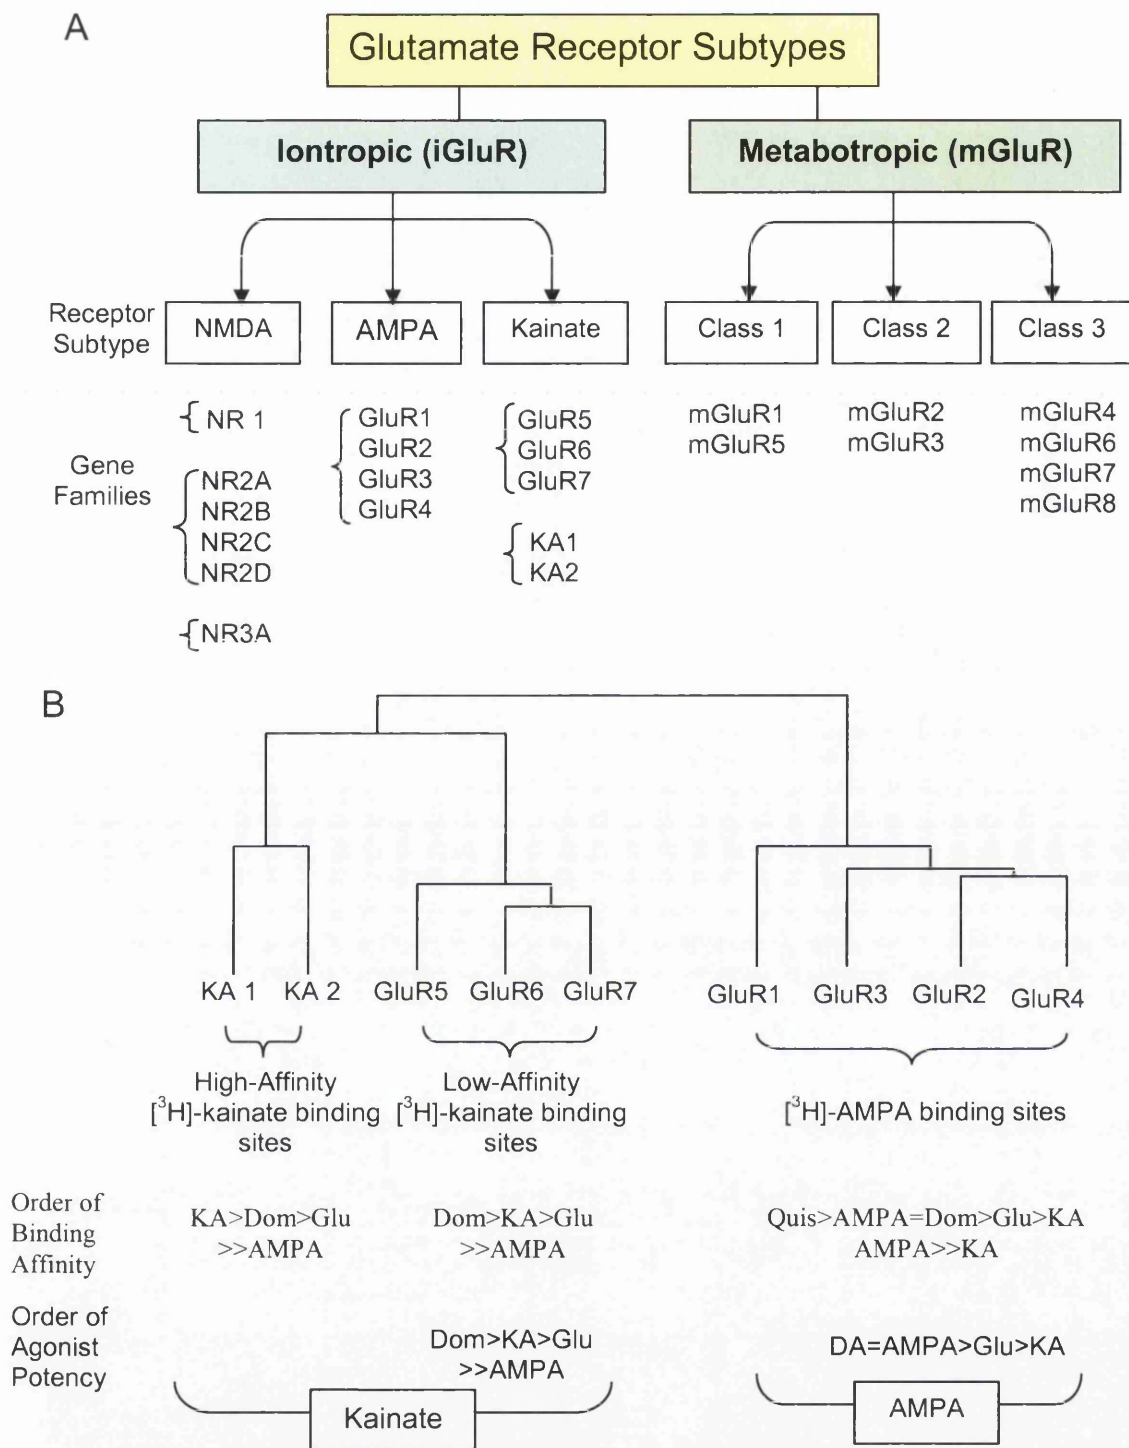 A
Glutamate Receptor Subtypes
Iontropic (iGluR)
Metabotropic (mGluR)
Receptor
Subtype
NMDA
AMPA
Kainate
Class 1
Class 2
Class 3
Gene
Families
NR 1
NR2A
NR2B
NR2C
NR2D
NR3A
GluR1
GluR2
GluR3
GluR4
GluR5
GluR6
GluR7
KA1
KA2
mGluR1
mGluR5
mGluR2
mGluR3
mGluR4
mGluR6
mGluR7
mGluR8
B
KA 1 KA 2 GluR5 GluR6 GluR7 GluR1 GluR3 GluR2 GluR4
High-Affinity
[³H]-kainate binding
sites
Low-Affinity
[³H]-kainate binding
sites
[³H]-AMPA binding sites
Order of
Binding
Affinity
KA>Dom>Glu
>>AMPA
Dom>KA>Glu
>>AMPA
Quis>AMPA=Dom>Glu>KA
AMPA>>KA
Order of
Agonist
Potency
Dom>KA>Glu
>>AMPA
DA=AMPA>Glu>KA
Kainate
AMPA